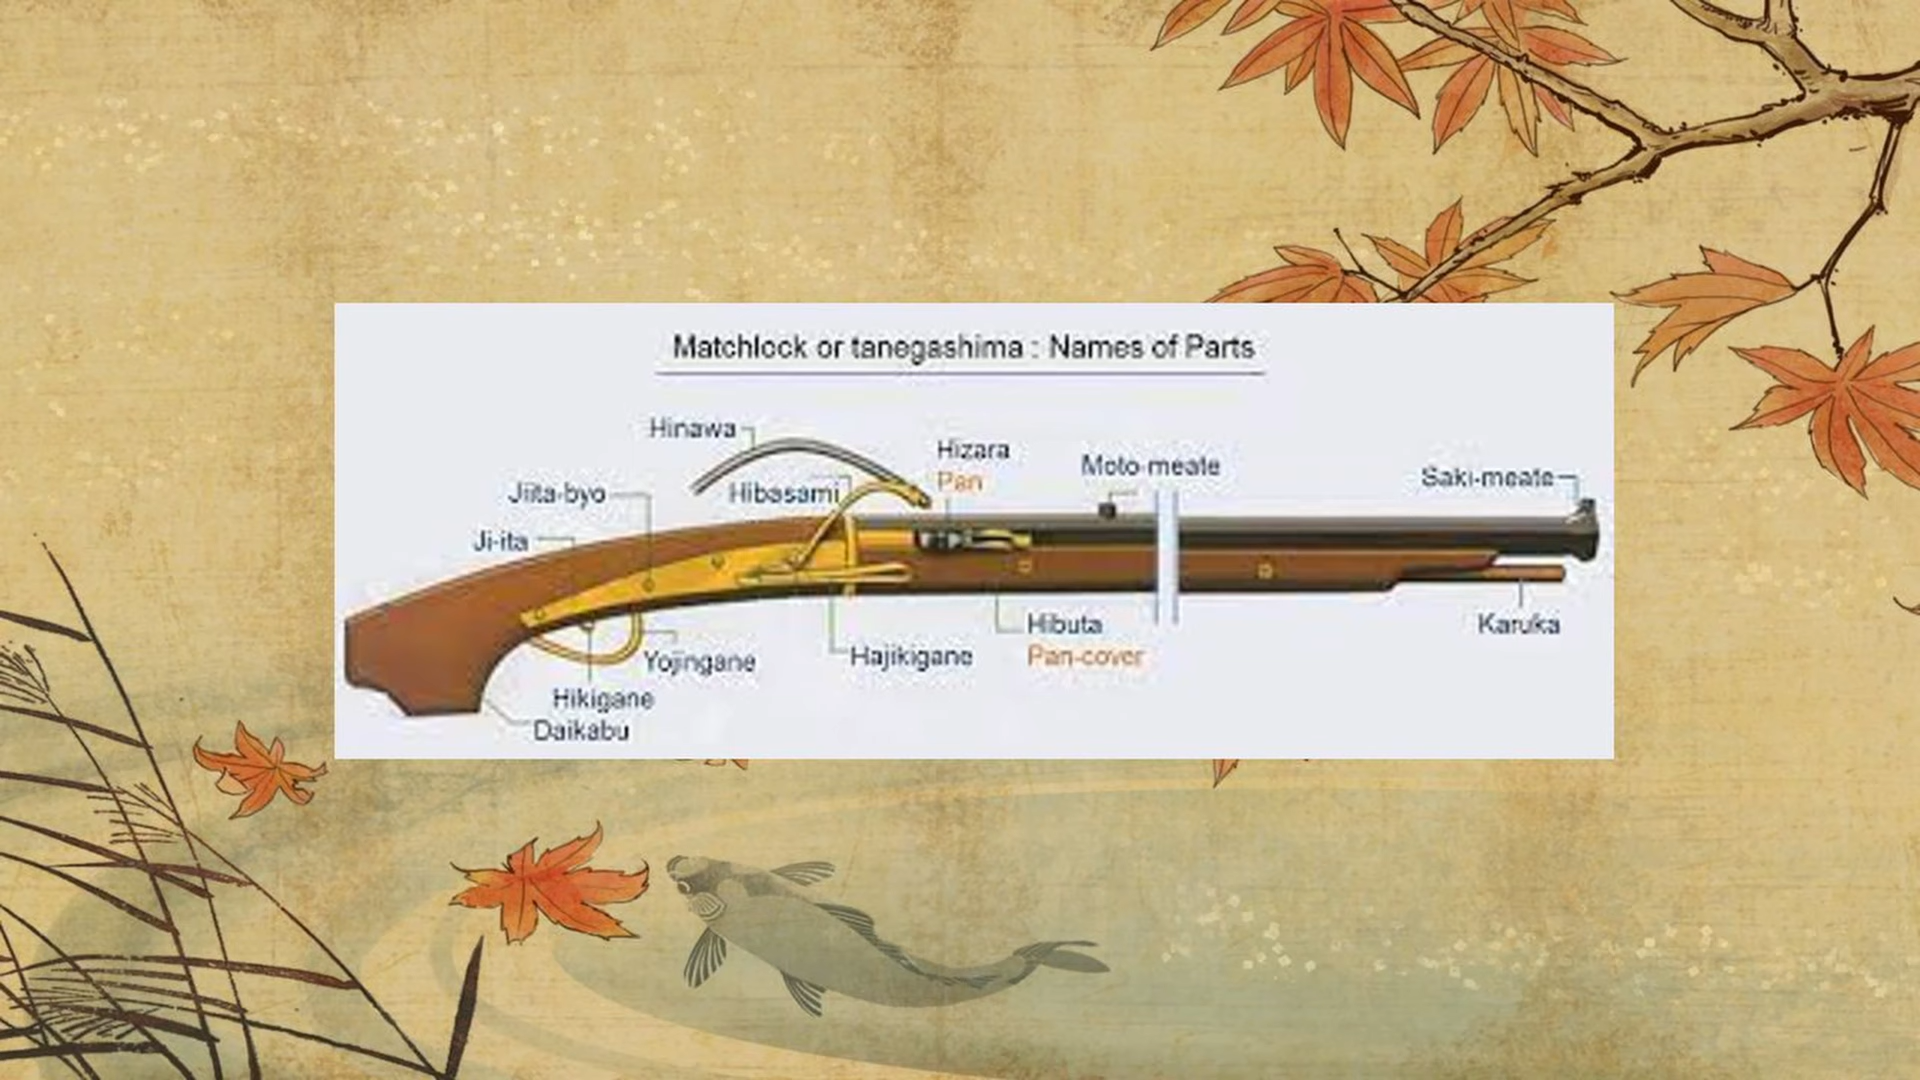 Matchlock or tanegashima : Names of Parts
Hinawa
Hizara
Pan
Moto-meate
Saki-meate
Jiita-byo
Hibasami
Ji-ita
Hibuta
Pan-cover
Karuka
Yojingane
Hajikigane
Hikigane
Daikabu